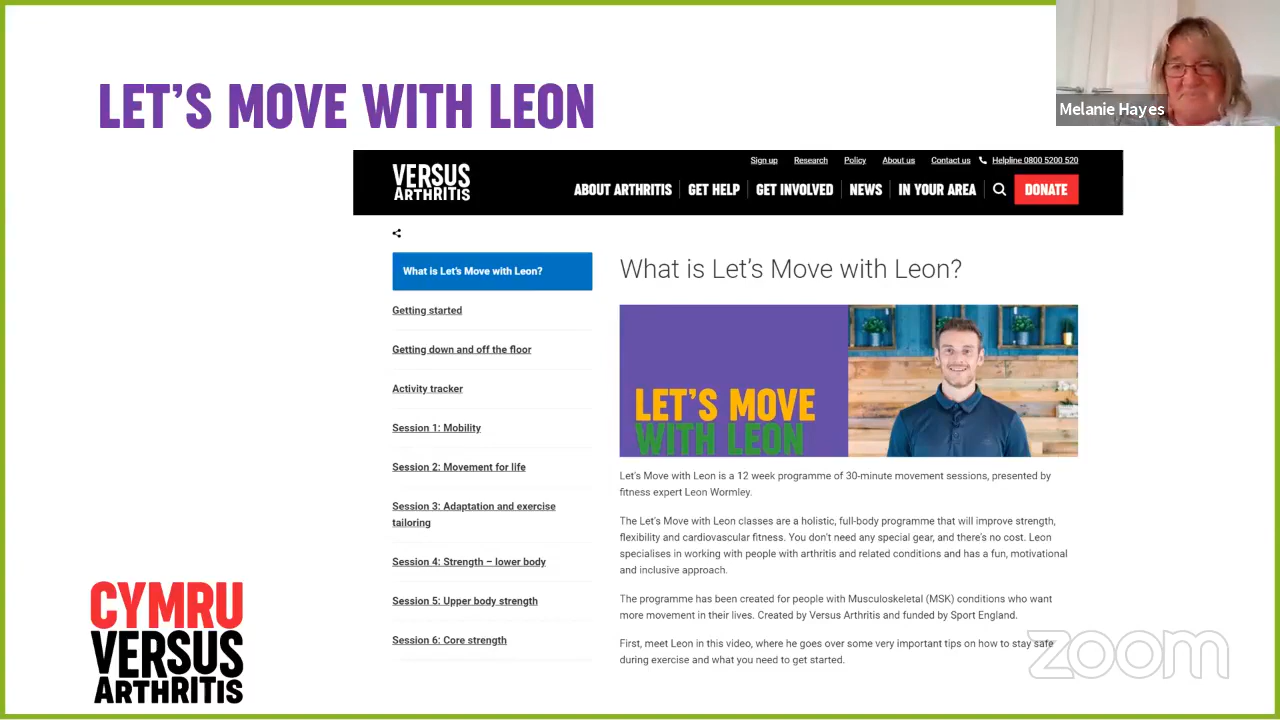 LET'S MOVE WITH LEON
Melanie Hayes
VERSUS
ARTHRITIS
Sign up Research Policy About us Contact us Helpline 0800 5200 520
ABOUT ARTHRITIS GET HELP GET INVOLVED NEWS IN YOUR AREA DONATE
What is Let's Move with Leon?
Getting started
Getting down and off the floor
Activity tracker
Session 1: Mobility
Session 2: Movement for life
Session 3: Adaptation and exercise
tailoring
Session 4: Strength – lower body
Session 5: Upper body strength
Session 6: Core strength
What is Let's Move with Leon?
LET'S MOVE
WITH LEON
Let's Move with Leon is a 12 week programme of 30-minute movement sessions, presented by
fitness expert Leon Wormley.
The Let's Move with Leon classes are a holistic, full-body programme that will improve strength,
flexibility and cardiovascular fitness. You don't need any special gear, and there's no cost. Leon
specialises in working with people with arthritis and related conditions and has a fun, motivational
and inclusive approach.
The programme has been created for people with Musculoskeletal (MSK) conditions who want
more movement in their lives. Created by Versus Arthritis and funded by Sport England.
First, meet Leon in this video, where he goes over some very important tips on how to stay safe
during exercise and what you need to get started.
CYMRU
VERSUS
ARTHRITIS
zoom